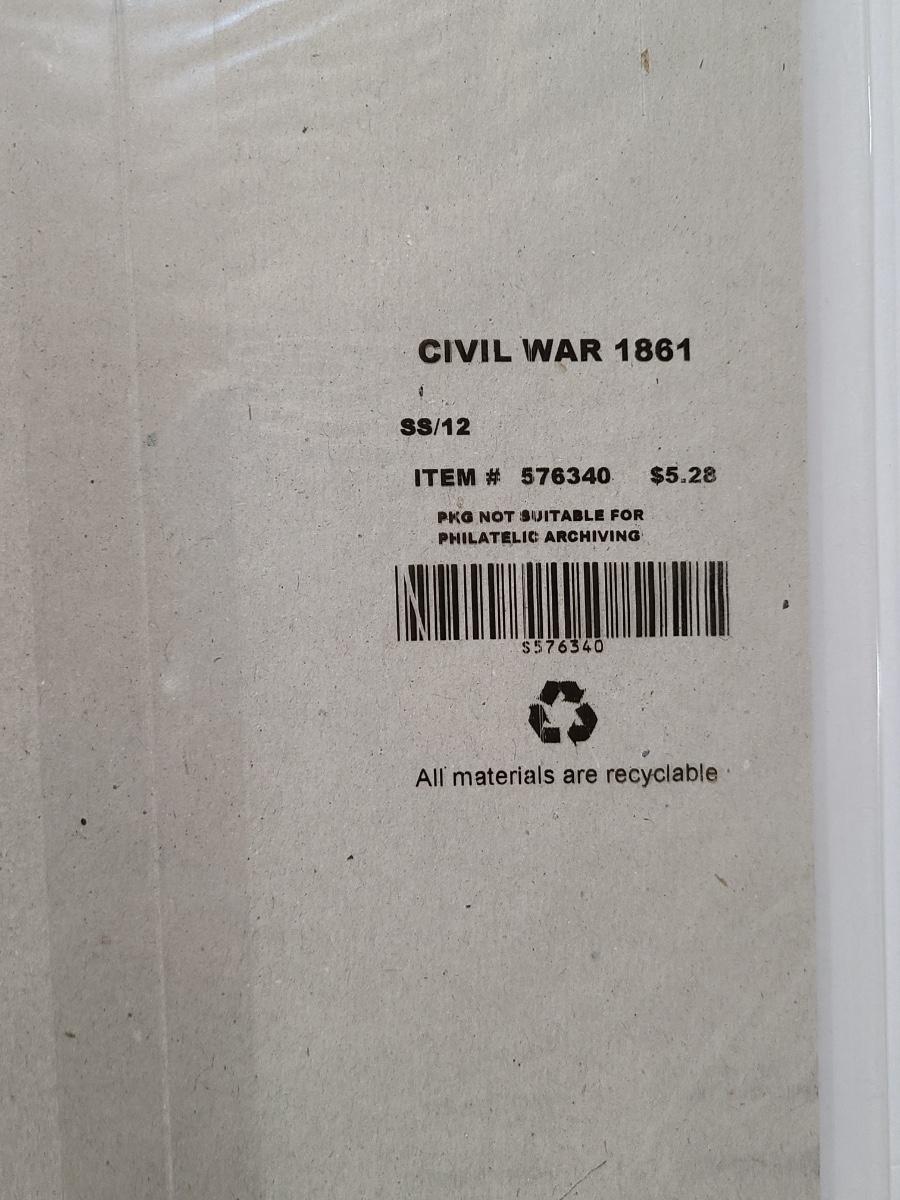 CIVIL WAR 1861
SS/12
ITEM # 576340 $5.28
PKG NOT SUITABLE FOR
PHILATELIC ARCHIVING
S576340
All materials are recyclable